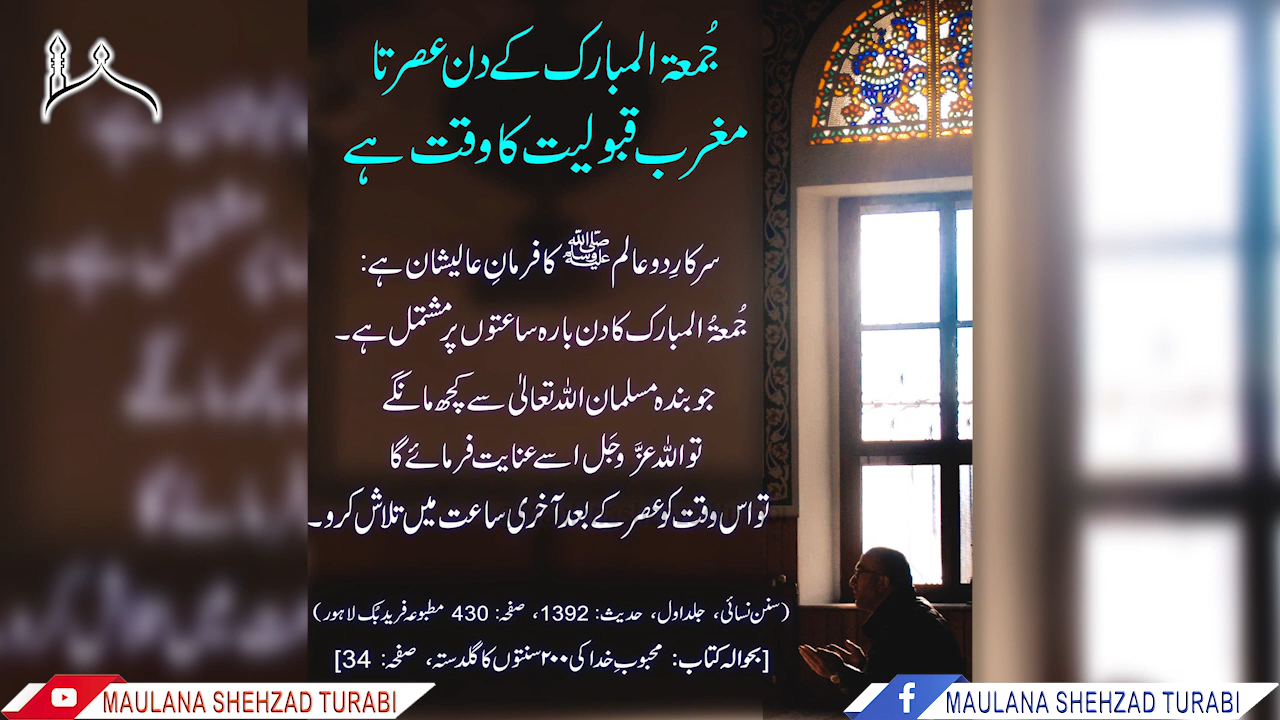 جُمعۃ المبارک کے دن عصر تا
مغرب قبولیت کا وقت ہے
سرکارِ دو عالم ﷺ کا فرمانِ عالیشان ہے:
جُمعۃُ المبارک کا دن بارہ ساعتوں پر مشتمل ہے۔
جو بندہ مسلمان اللہ تعالیٰ سے کچھ مانگے
تو اللہ عزَّ وجَل اسے عنایت فرمائے گا
تو اس وقت کو عصر کے بعد آخری ساعت میں تلاش کرو۔
(سنن نسائی، جلد اول، حدیث: 1392، صفحہ: 430 مطبوعہ فرید بُک لاہور)
[بحوالہ کتاب: محبوبِ خدا کی ۲۰۰ سنتوں کا گلدستہ، صفحہ: 34]
MAULANA SHEHZAD TURABI
MAULANA SHEHZAD TURABI